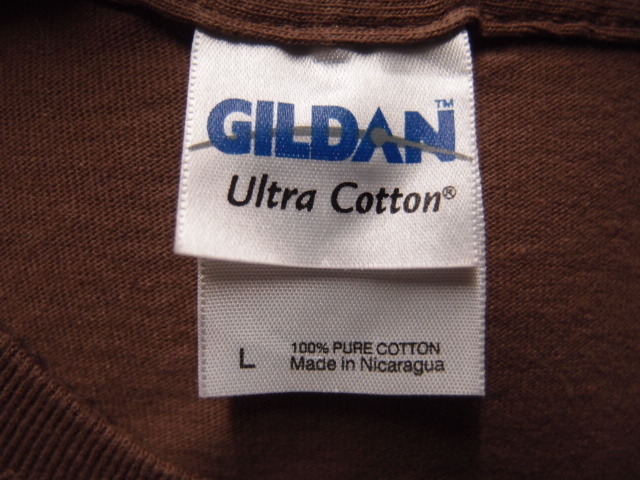 GILDAN™
Ultra Cotton®
L
100% PURE COTTON
Made in Nicaragua